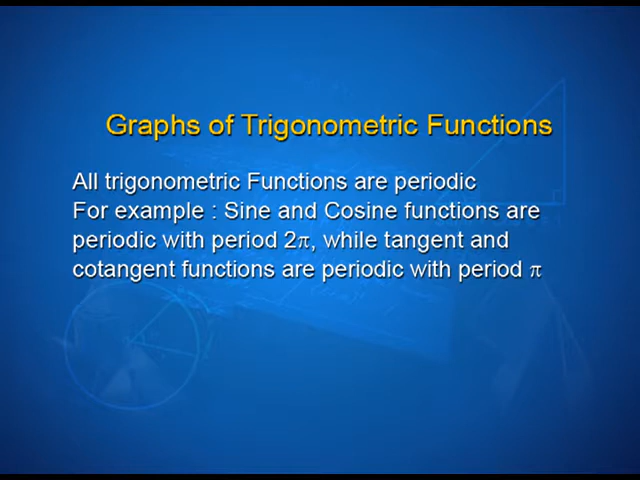 Graphs of Trigonometric Functions
All trigonometric Functions are periodic
For example : Sine and Cosine functions are
periodic with period 2π, while tangent and
cotangent functions are periodic with period π